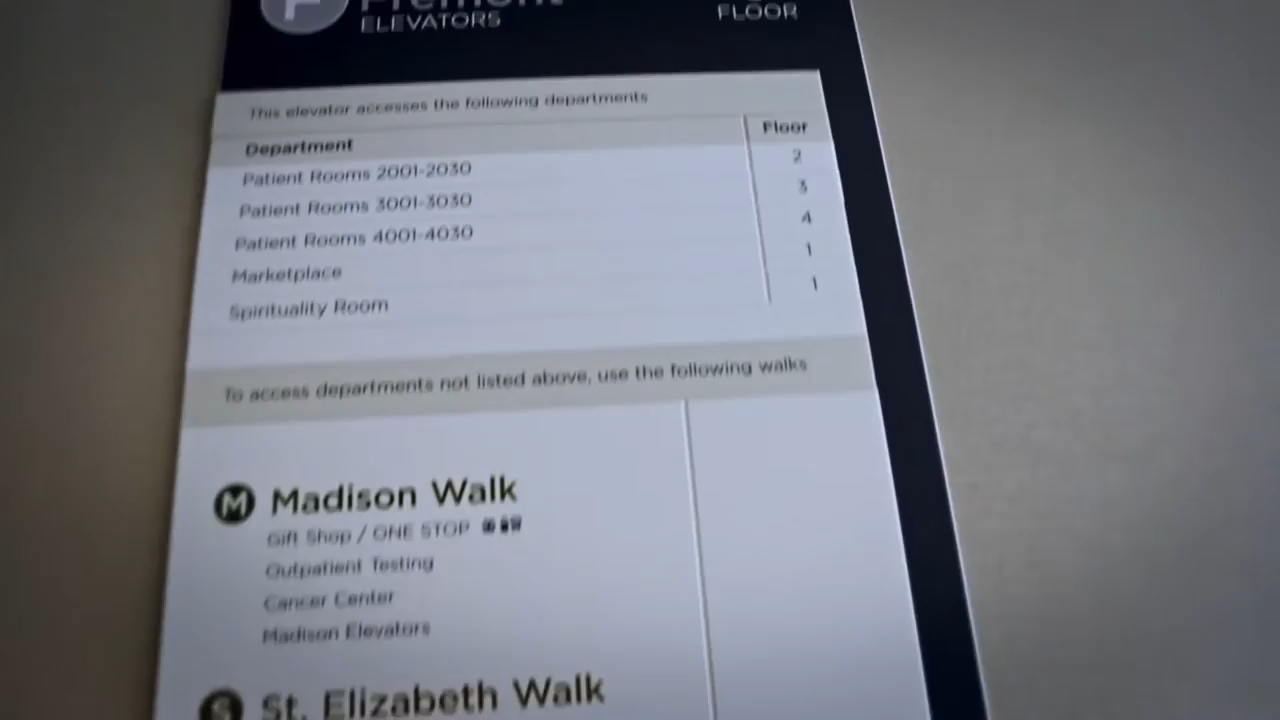 F Fremont
ELEVATORS
FLOOR
This elevator accesses the following departments
Department Floor
Patient Rooms 2001-2030 2
Patient Rooms 3001-3030 3
Patient Rooms 4001-4030 4
Marketplace 1
Spirituality Room 1
To access departments not listed above, use the following walks
M Madison Walk
Gift Shop / ONE STOP
Outpatient Testing
Cancer Center
Madison Elevators
S St. Elizabeth Walk